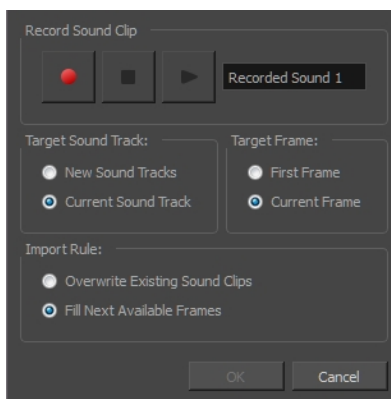 Record Sound Clip
Recorded Sound 1
Target Sound Track:
New Sound Tracks
Current Sound Track
Target Frame:
First Frame
Current Frame
Import Rule:
Overwrite Existing Sound Clips
Fill Next Available Frames
OK
Cancel